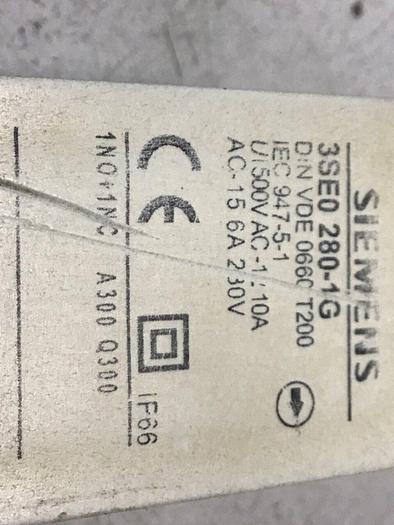 SIEMENS
3SE0 280-1G
DIN VDE 0660 T200
IEC 947-5-1
Ui 500V AC-12 10A
AC-15 6A 230V
CE
IP66
1NO+1NC A300 Q300